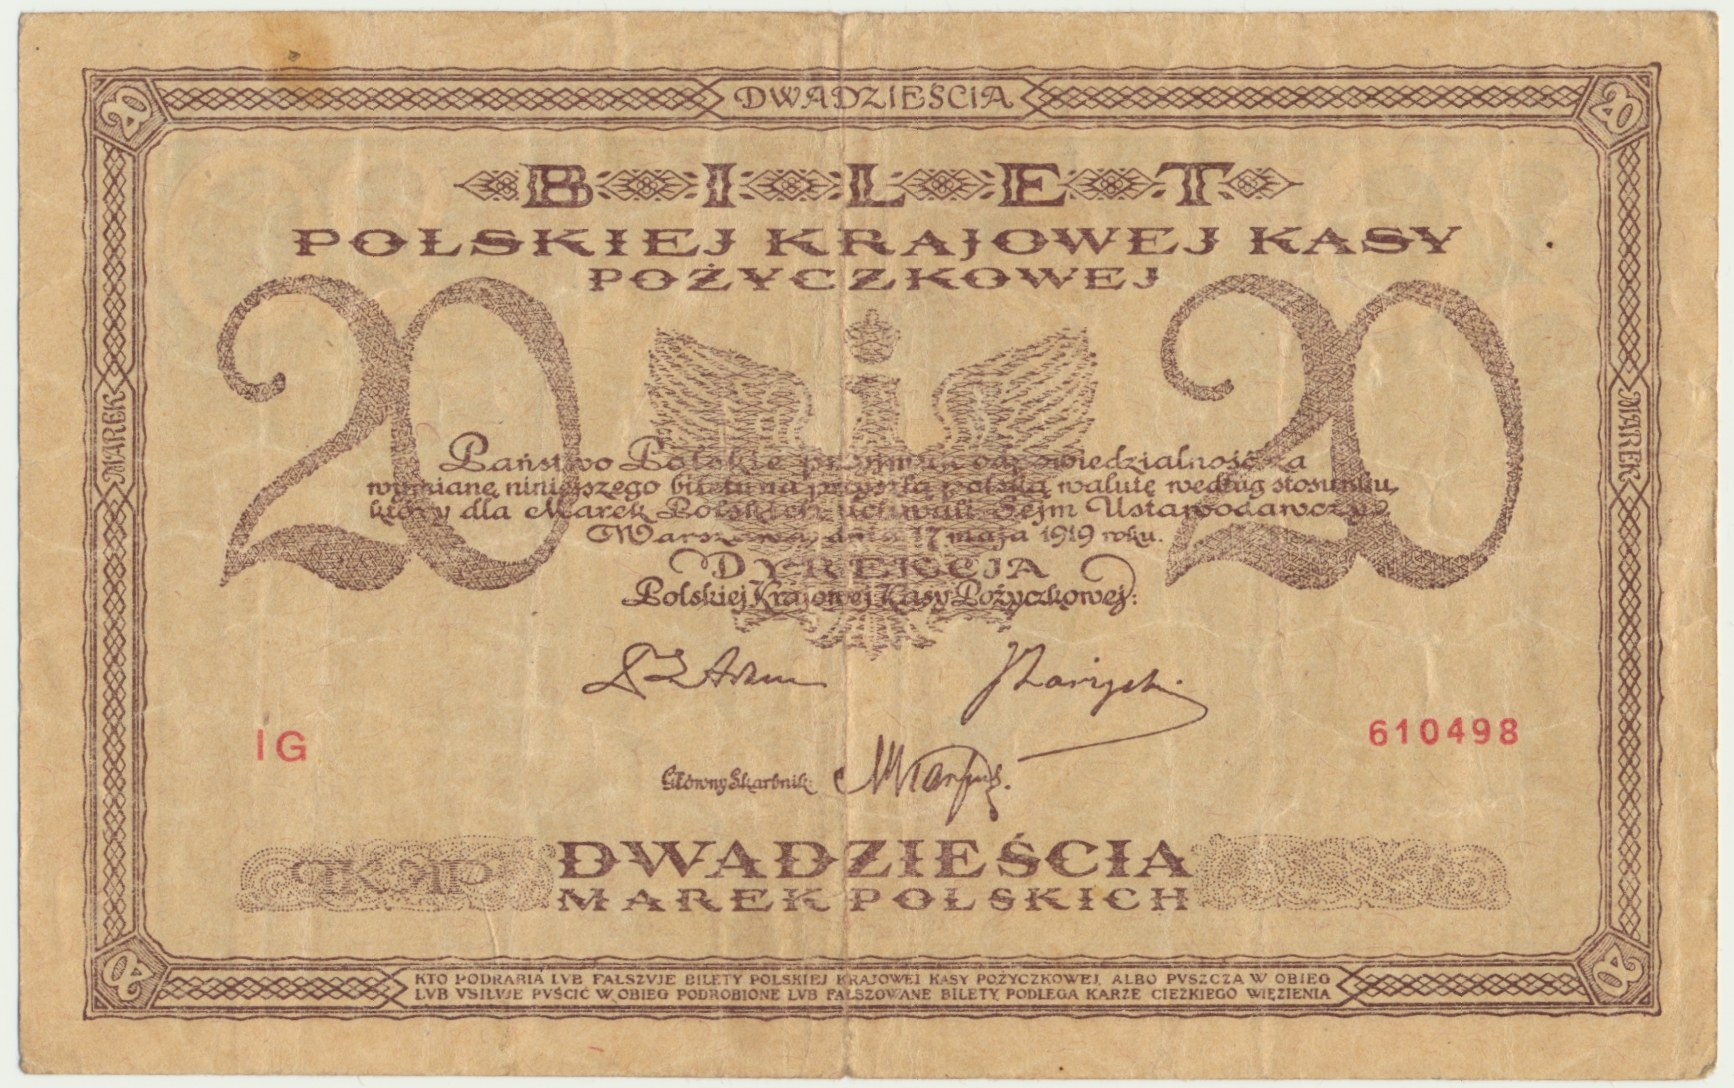 20 DWADZIEŚCIA 20
BILET
POLSKIEJ KRAJOWEJ KASY
POŻYCZKOWEJ
20 20
MAREK MAREK
Państwo Polskie przyjmuje odpowiedzialność za
wymianę niniejszego biletu na przyszłą polską walutę według stosunku,
który dla Marek Polskich uchwali Sejm Ustawodawczy.
Warszawa, dnia 17 maja 1919 roku.
DYREKCJA
Polskiej Krajowej Kasy Pożyczkowej:
IG 610498
Główny Skarbnik
DWADZIEŚCIA
MAREK POLSKICH
20 KTO PODRABIA LVB FAŁSZVJE BILETY POLSKIEJ KRAJOWEJ KASY POŻYCZKOWEJ, ALBO PVSZCZA W OBIEG 20
LVB VSIŁVJE PVŚCIĆ W OBIEG PODROBIONE LVB FAŁSZOWANE BILETY, PODLEGA KARZE CIĘŻKIEGO WIĘZIENIA